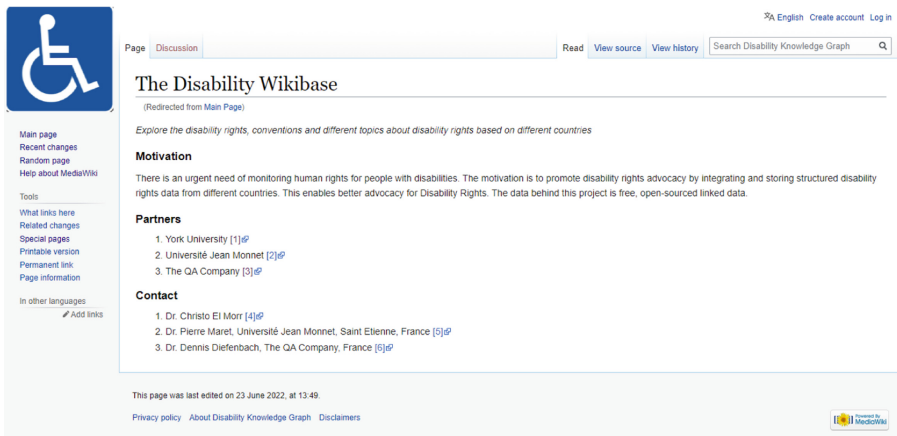 English Create account Log in
Page Discussion Read View source View history Search Disability Knowledge Graph
The Disability Wikibase
(Redirected from Main Page)
Explore the disability rights, conventions and different topics about disability rights based on different countries
Main page
Recent changes
Random page
Help about MediaWiki
Tools
What links here
Related changes
Special pages
Printable version
Permanent link
Page information
In other languages
Add links
Motivation
There is an urgent need of monitoring human rights for people with disabilities. The motivation is to promote disability rights advocacy by integrating and storing structured disability
rights data from different countries. This enables better advocacy for Disability Rights. The data behind this project is free, open-sourced linked data.
Partners
1. York University [1]
2. Université Jean Monnet [2]
3. The QA Company [3]
Contact
1. Dr. Christo El Morr [4]
2. Dr. Pierre Maret, Université Jean Monnet, Saint Etienne, France [5]
3. Dr. Dennis Diefenbach, The QA Company, France [6]
This page was last edited on 23 June 2022, at 13:49.
Privacy policy About Disability Knowledge Graph Disclaimers
Powered By
MediaWiki